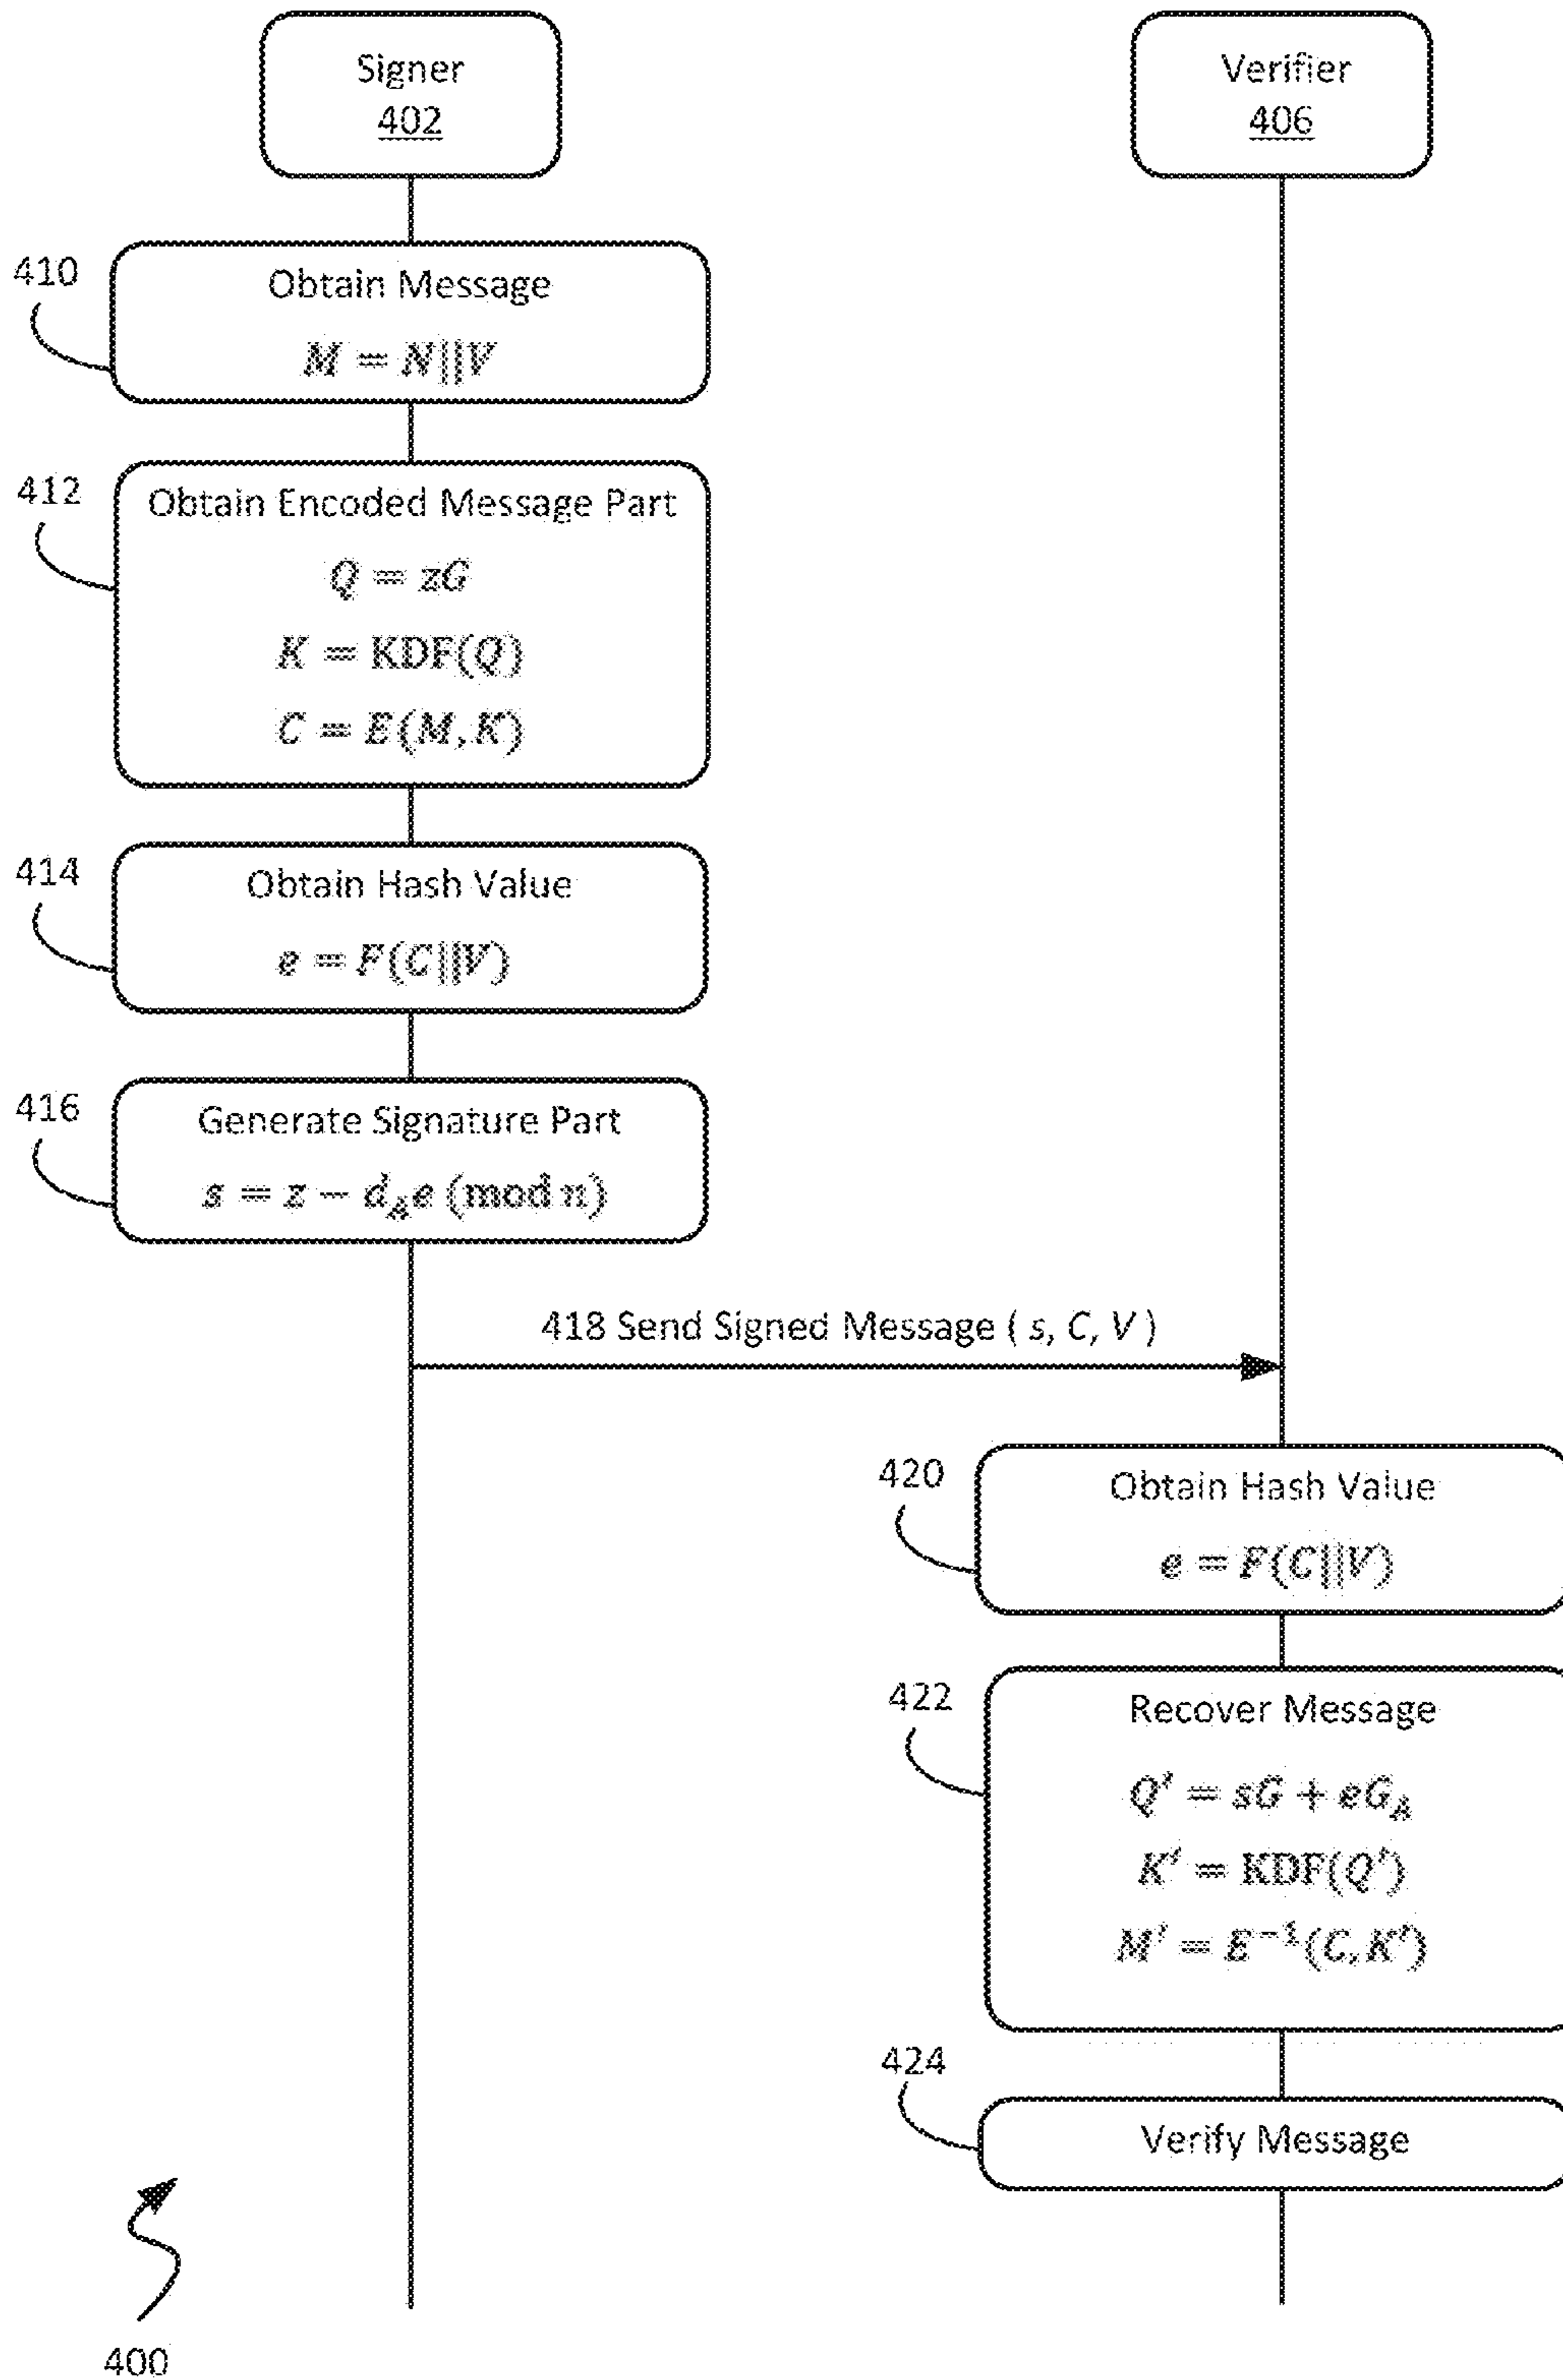 Signer
402
Verifier
406
410
Obtain Message
M = N||V
412
Obtain Encoded Message Part
Q = zG
K = KDF(Q)
C = E(M, K)
414
Obtain Hash Value
e = F(C||V)
416
Generate Signature Part
s = z − d_A e (mod n)
418 Send Signed Message ( s, C, V )
420
Obtain Hash Value
e = F(C||V)
422
Recover Message
Q′ = sG + eG_A
K′ = KDF(Q′)
M′ = E⁻¹(C, K′)
424
Verify Message
400